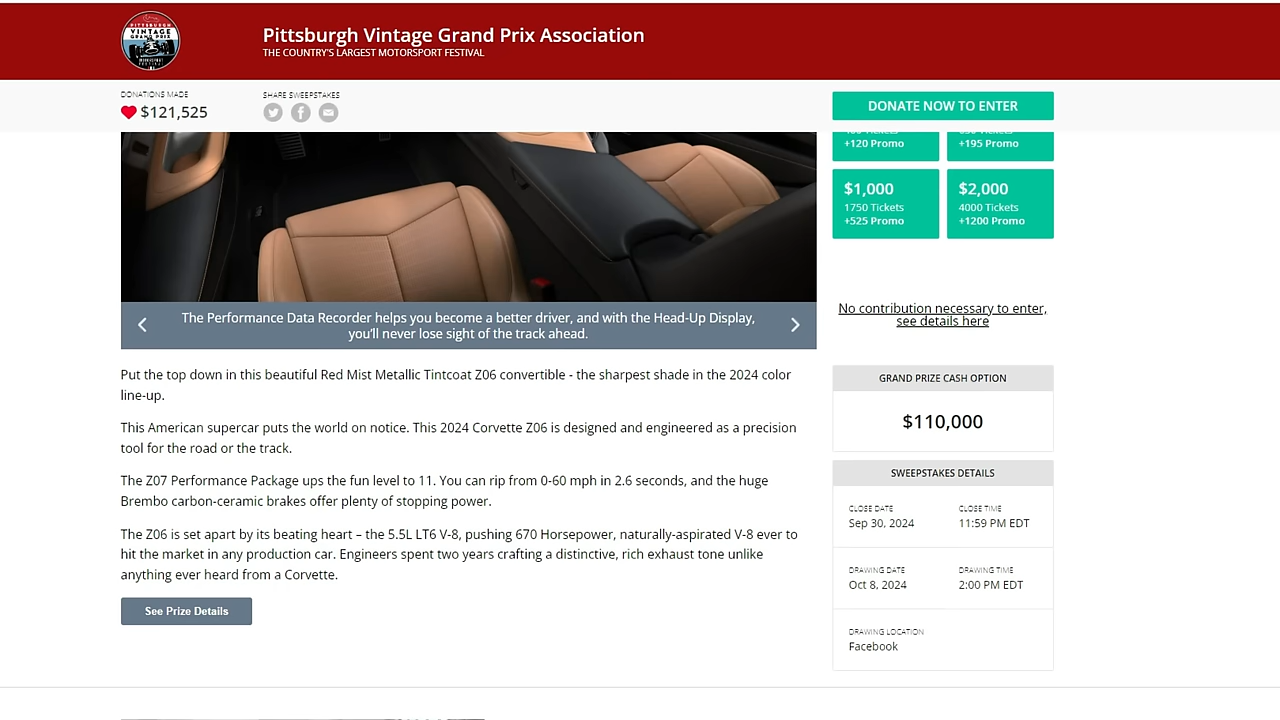 PITTSBURGH
VINTAGE
GRAND PRIX
Pittsburgh Vintage Grand Prix Association
THE COUNTRY'S LARGEST MOTORSPORT FESTIVAL
DONATIONS MADE
$121,525
SHARE SWEEPSTAKES
DONATE NOW TO ENTER
+120 Promo
+195 Promo
$1,000
1750 Tickets
+525 Promo
$2,000
4000 Tickets
+1200 Promo
The Performance Data Recorder helps you become a better driver, and with the Head-Up Display,
you'll never lose sight of the track ahead.
No contribution necessary to enter,
see details here
Put the top down in this beautiful Red Mist Metallic Tintcoat Z06 convertible - the sharpest shade in the 2024 color
line-up.
This American supercar puts the world on notice. This 2024 Corvette Z06 is designed and engineered as a precision
tool for the road or the track.
The Z07 Performance Package ups the fun level to 11. You can rip from 0-60 mph in 2.6 seconds, and the huge
Brembo carbon-ceramic brakes offer plenty of stopping power.
The Z06 is set apart by its beating heart – the 5.5L LT6 V-8, pushing 670 Horsepower, naturally-aspirated V-8 ever to
hit the market in any production car. Engineers spent two years crafting a distinctive, rich exhaust tone unlike
anything ever heard from a Corvette.
See Prize Details
GRAND PRIZE CASH OPTION
$110,000
SWEEPSTAKES DETAILS
CLOSE DATE
Sep 30, 2024
CLOSE TIME
11:59 PM EDT
DRAWING DATE
Oct 8, 2024
DRAWING TIME
2:00 PM EDT
DRAWING LOCATION
Facebook